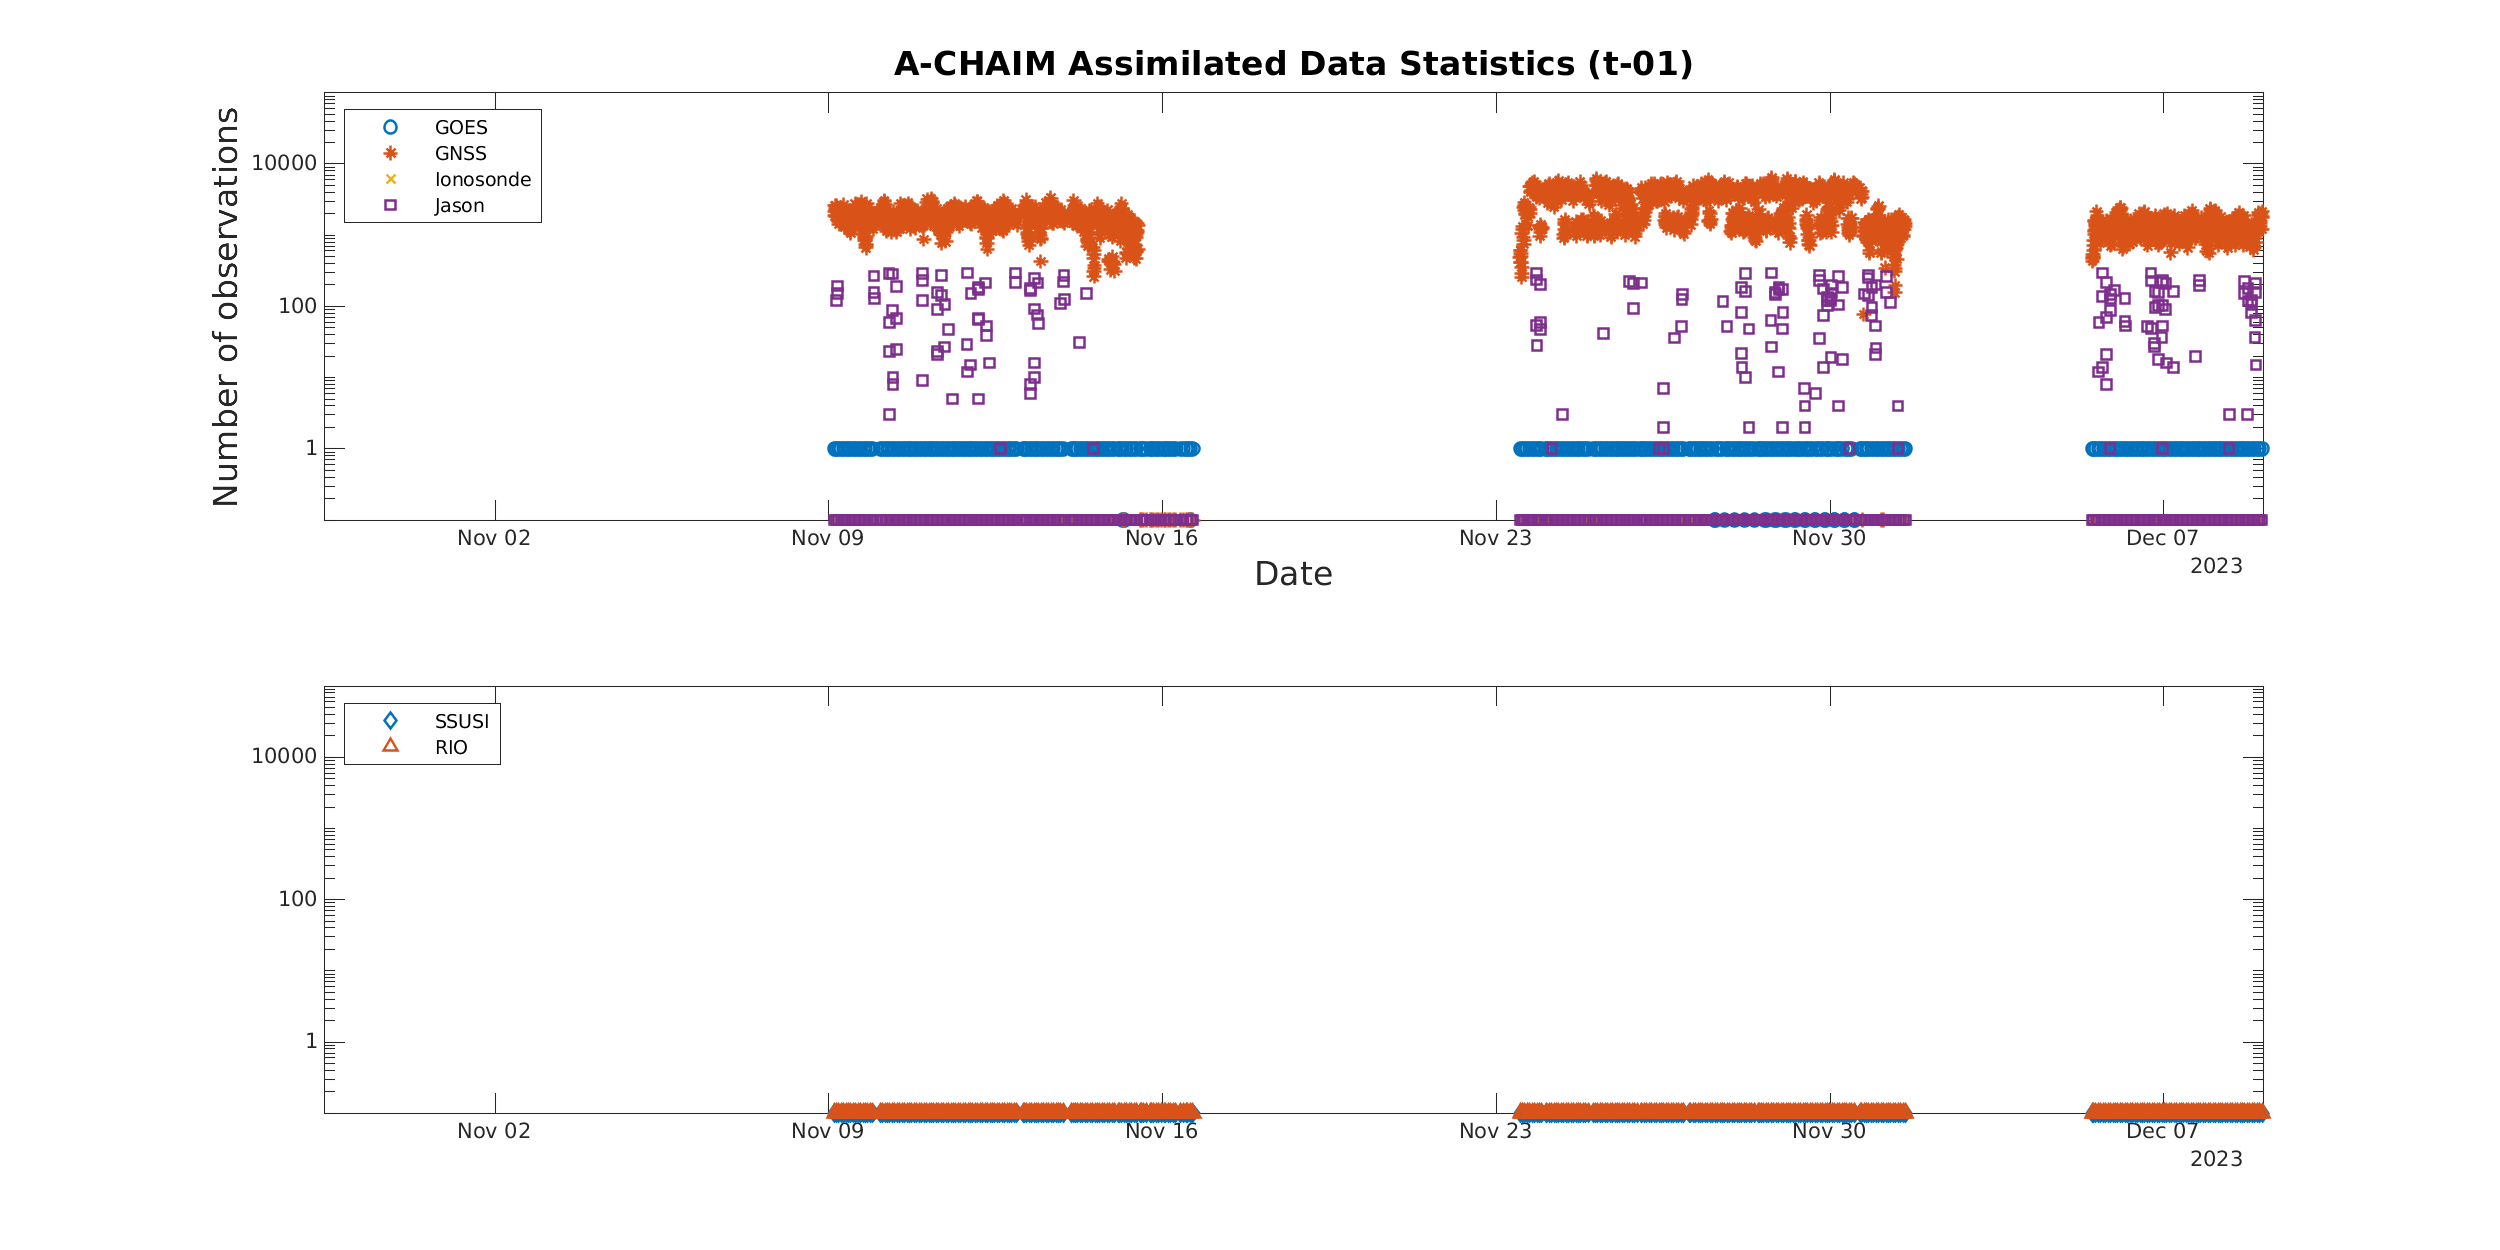 A-CHAIM Assimilated Data Statistics (t-01)
Number of observations
10000
100
1
GOES
GNSS
Ionosonde
Jason
Nov 02
Nov 09
Nov 16
Nov 23
Nov 30
Dec 07
2023
Date
10000
100
1
SSUSI
RIO
Nov 02
Nov 09
Nov 16
Nov 23
Nov 30
Dec 07
2023